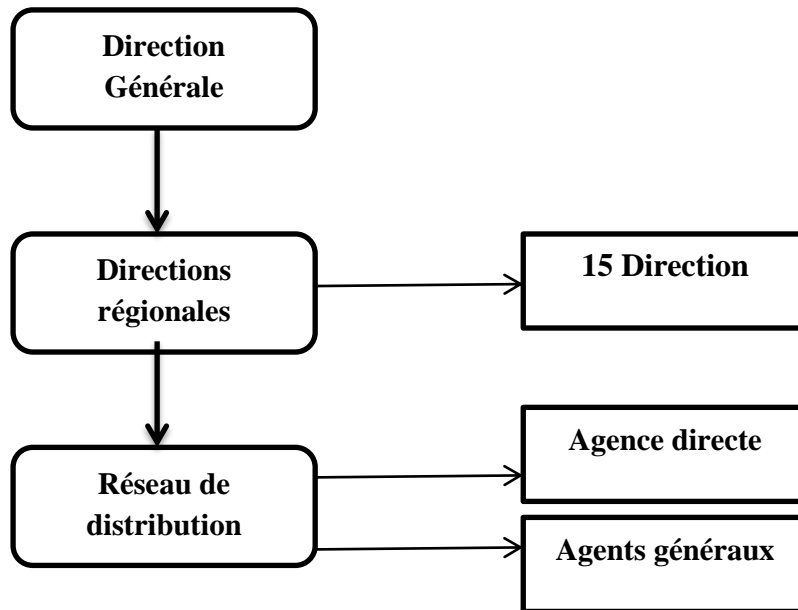 Direction
Générale
Directions
régionales
15 Direction
Réseau de
distribution
Agence directe
Agents généraux